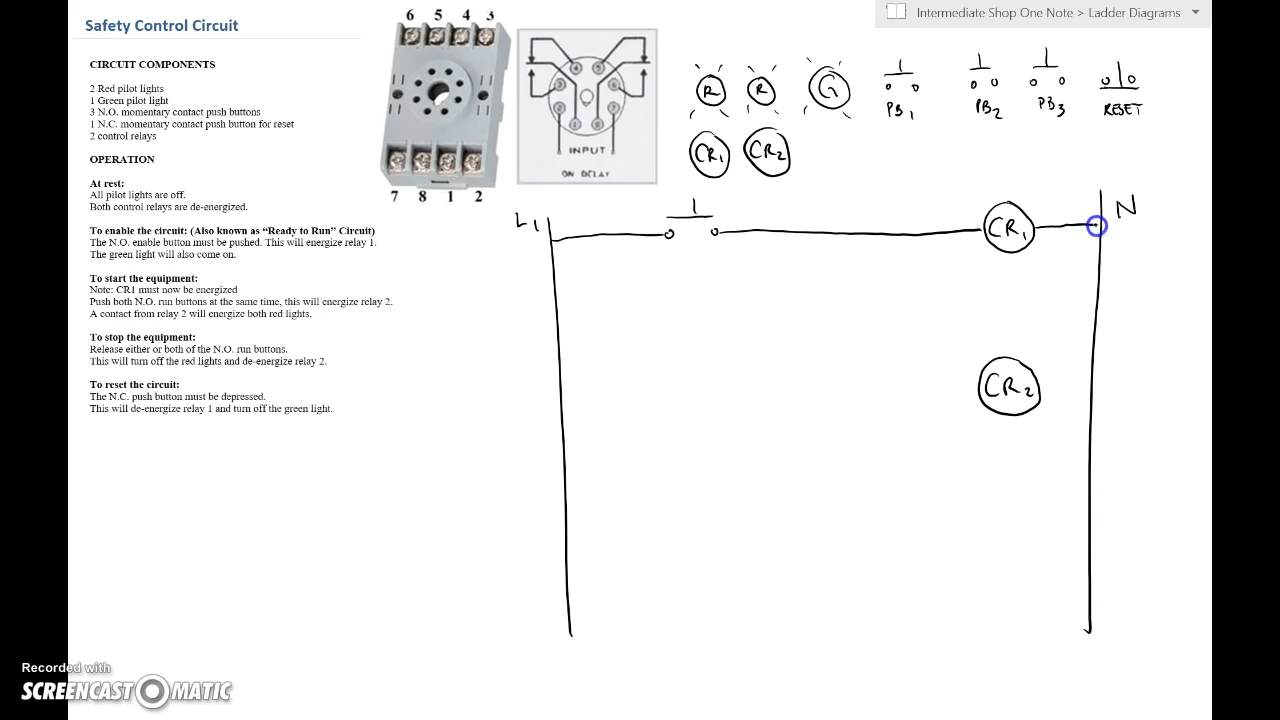 Intermediate Shop One Note > Ladder Diagrams
Safety Control Circuit
CIRCUIT COMPONENTS
2 Red pilot lights
1 Green pilot light
3 N.O. momentary contact push buttons
1 N.C. momentary contact push button for reset
2 control relays
OPERATION
At rest:
All pilot lights are off.
Both control relays are de-energized.
To enable the circuit: (Also known as “Ready to Run” Circuit)
The N.O. enable button must be pushed. This will energize relay 1.
The green light will also come on.
To start the equipment:
Note: CR1 must now be energized
Push both N.O. run buttons at the same time, this will energize relay 2.
A contact from relay 2 will energize both red lights.
To stop the equipment:
Release either or both of the N.O. run buttons.
This will turn off the red lights and de-energize relay 2.
To reset the circuit:
The N.C. push button must be depressed.
This will de-energize relay 1 and turn off the green light.
6 5 4 3
7 8 1 2
INPUT
ON DELAY
R R G
PB1 PB2 PB3 RESET
CR1 CR2
L1 N
CR1
CR2
Recorded with
SCREENCAST-O-MATIC